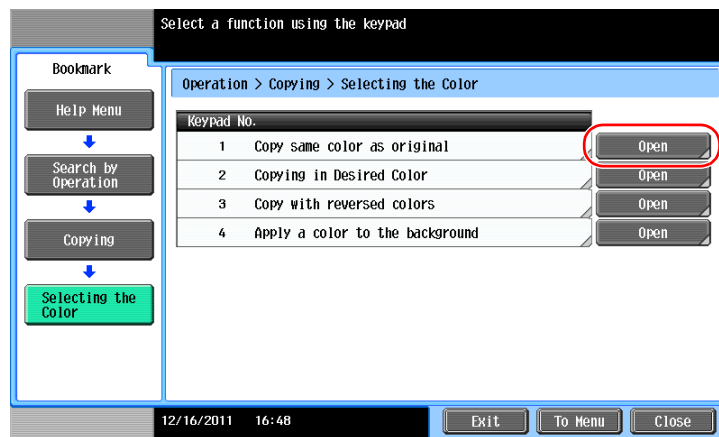 Select a function using the keypad
Bookmark
Operation > Copying > Selecting the Color
Help Menu
Search by
Operation
Copying
Selecting the
Color
Keypad No.
1 Copy same color as original Open
2 Copying in Desired Color Open
3 Copy with reversed colors Open
4 Apply a color to the background Open
12/16/2011 16:48 Exit To Menu Close